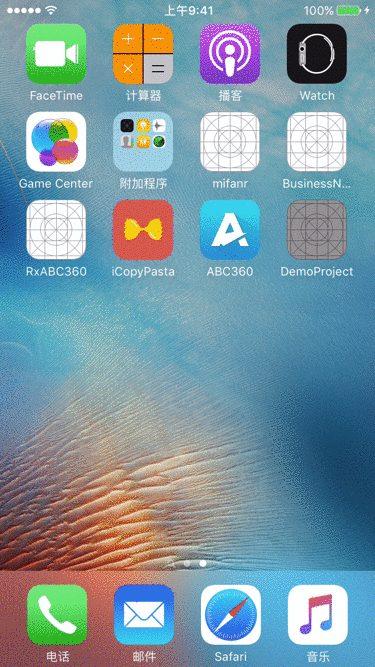 上午9:41
100%
FaceTime
计算器
播客
Watch
Game Center
附加程序
mifanr
BusinessN...
RxABC360
iCopyPasta
ABC360
DemoProject
电话
邮件
Safari
音乐